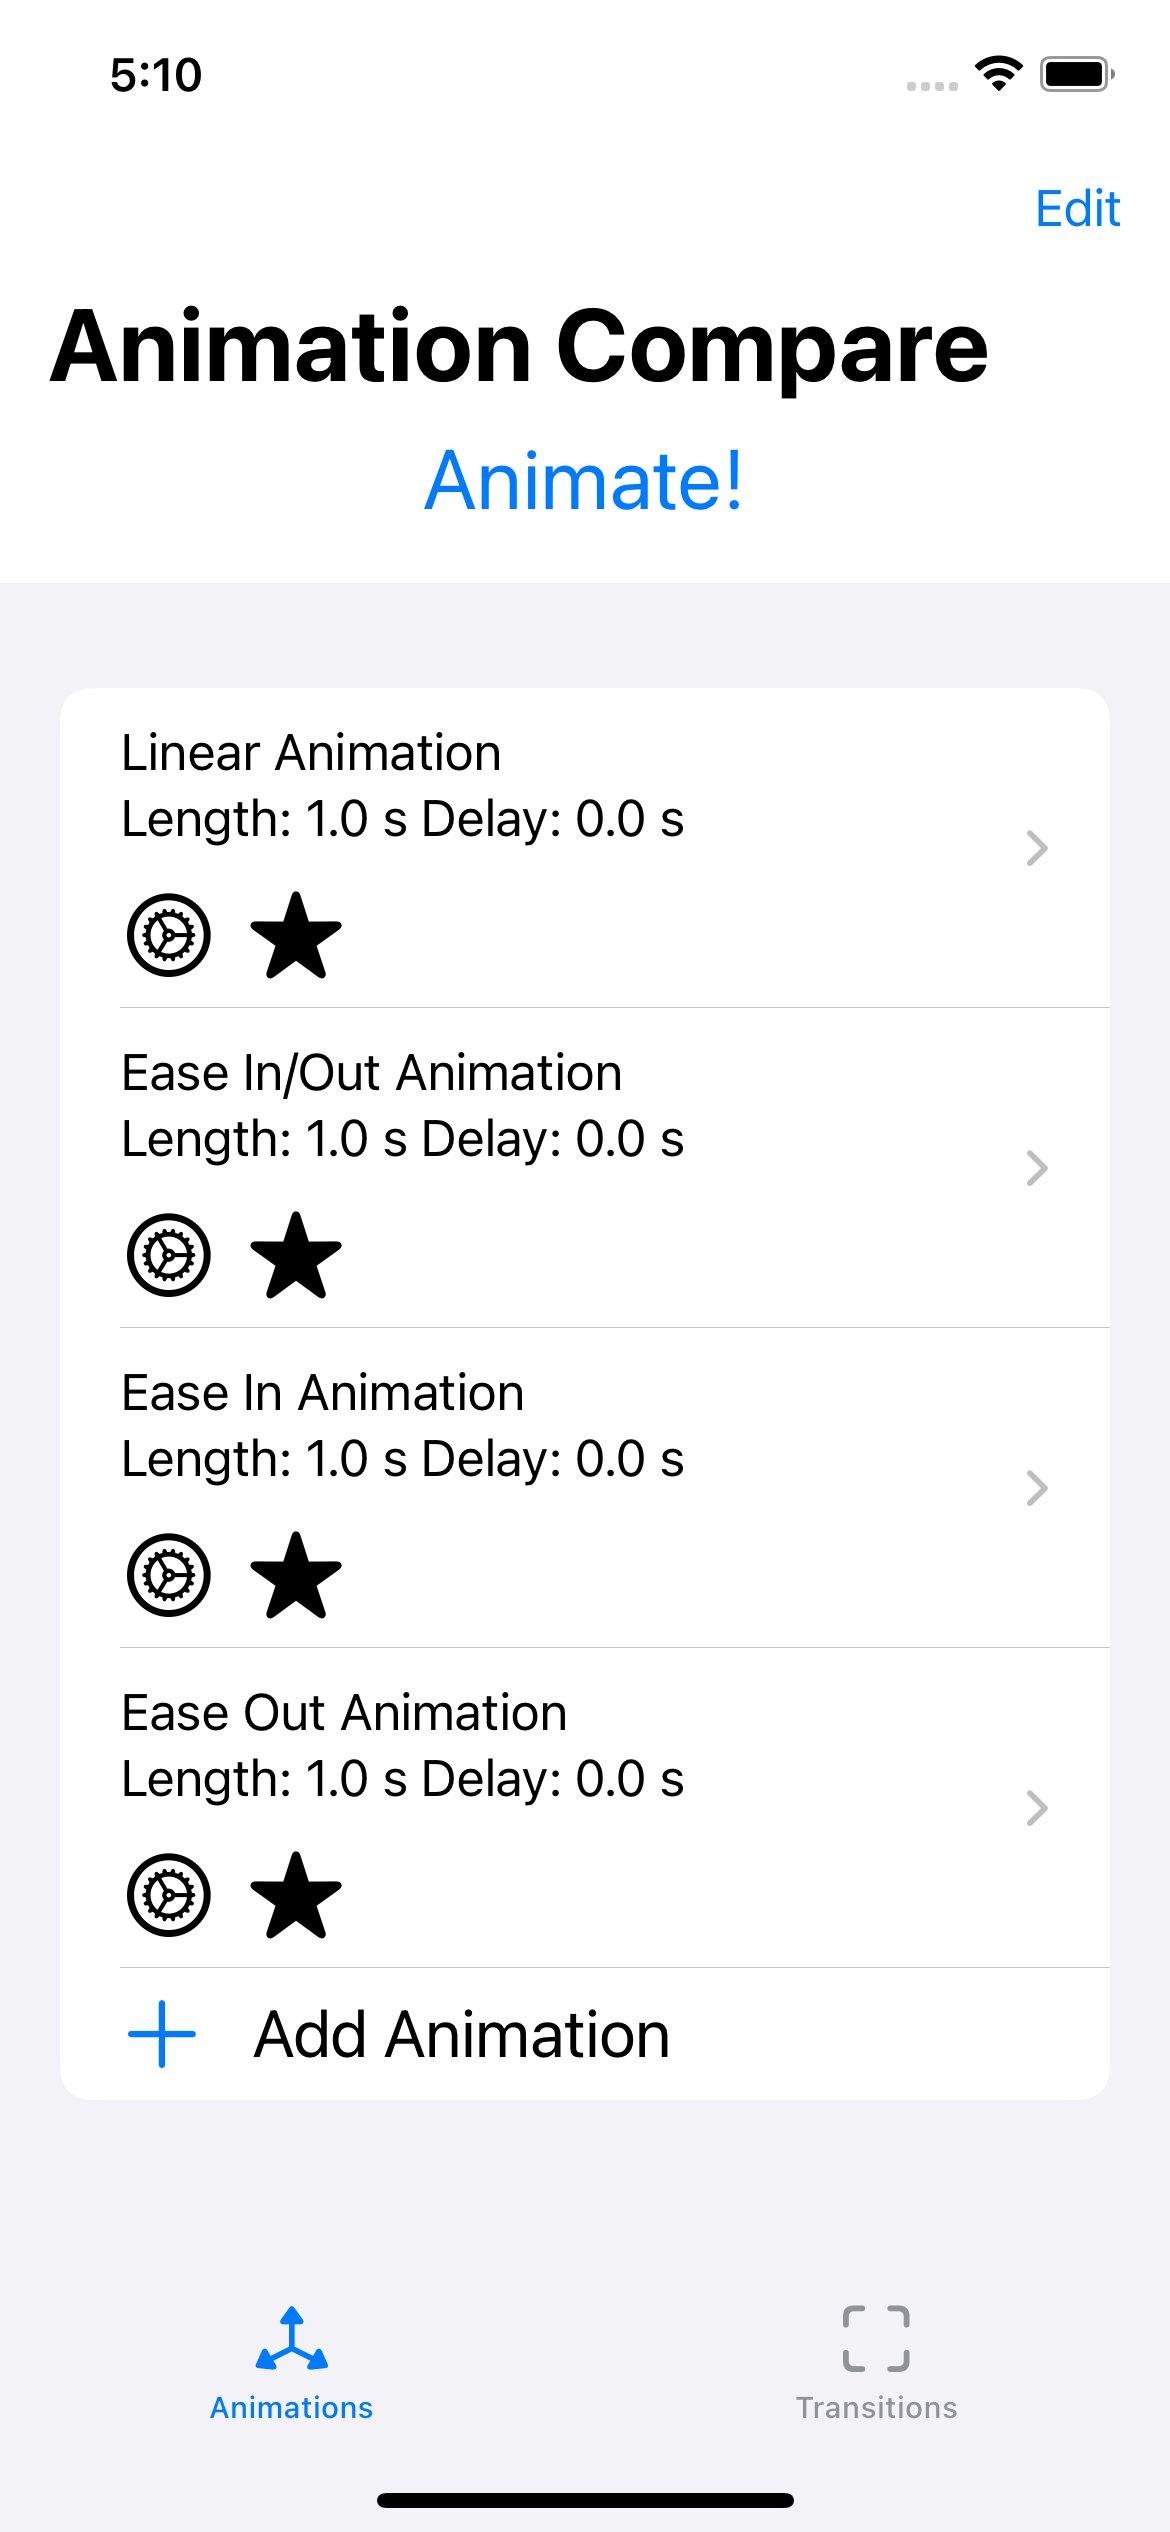 5:10
Edit
Animation Compare
Animate!
Linear Animation
Length: 1.0 s Delay: 0.0 s
Ease In/Out Animation
Length: 1.0 s Delay: 0.0 s
Ease In Animation
Length: 1.0 s Delay: 0.0 s
Ease Out Animation
Length: 1.0 s Delay: 0.0 s
Add Animation
Animations
Transitions